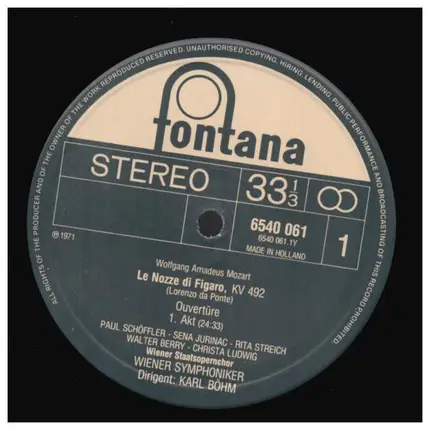 ALL RIGHTS OF THE PRODUCER AND OF THE OWNER OF THE WORK REPRODUCED RESERVED. UNAUTHORISED COPYING, HIRING, LENDING, PUBLIC PERFORMANCE AND BROADCASTING OF THIS RECORD PROHIBITED.
fontana
STEREO
33 1/3
6540 061
6540 061.1Y
MADE IN HOLLAND
1
℗ 1971
Wolfgang Amadeus Mozart
Le Nozze di Figaro, KV 492
(Lorenzo da Ponte)
Ouvertüre
1. Akt (24:33)
PAUL SCHÖFFLER - SENA JURINAC - RITA STREICH
WALTER BERRY - CHRISTA LUDWIG
Wiener Staatsopernchor
WIENER SYMPHONIKER
Dirigent: KARL BÖHM